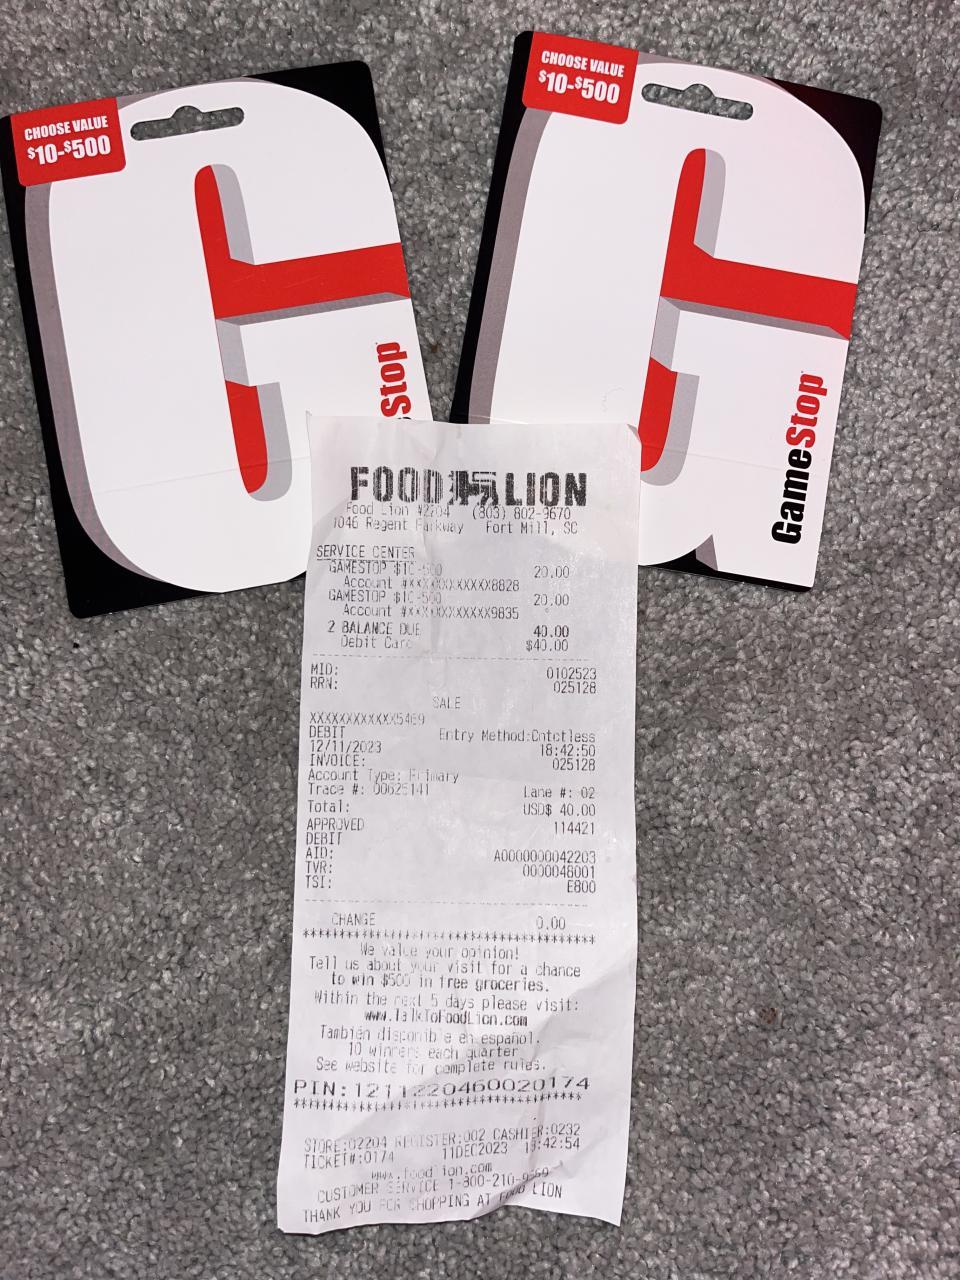 CHOOSE VALUE
$10-$500
CHOOSE VALUE
$10-$500
Stop
GameStop
FOOD LION
Food Lion #2204 (803) 802-9670
1046 Regent Parkway Fort Mill, SC
SERVICE CENTER
GAMESTOP $10-500 20.00
Account #XXXXXXXXXXXX8828
GAMESTOP $10-500 20.00
Account #XXXXXXXXXXXX9835
2 BALANCE DUE 40.00
Debit Card $40.00
MID: 0102523
RRN: 025128
SALE
XXXXXXXXXXXX5469
DEBIT Entry Method:Cntctless
12/11/2023 18:42:50
INVOICE: 025128
Account Type: Primary
Trace #: 00625141 Lane #: 02
Total: USD$ 40.00
APPROVED 114421
DEBIT
AID: A0000000042203
TVR: 0000048001
TSI: E800
CHANGE 0.00
****************************************
We value your opinion!
Tell us about your visit for a chance
to win $500 in free groceries.
Within the next 5 days please visit:
www.TalkToFoodLion.com
También disponible en español.
10 winners each quarter
See website for complete rules.
PIN:1211220460020174
****************************************
STORE:02204 REGISTER:002 CASHIER:0232
TICKET#:0174 11DEC2023 18:42:54
www.foodlion.com
CUSTOMER SERVICE 1-800-210-9569
THANK YOU FOR SHOPPING AT FOOD LION